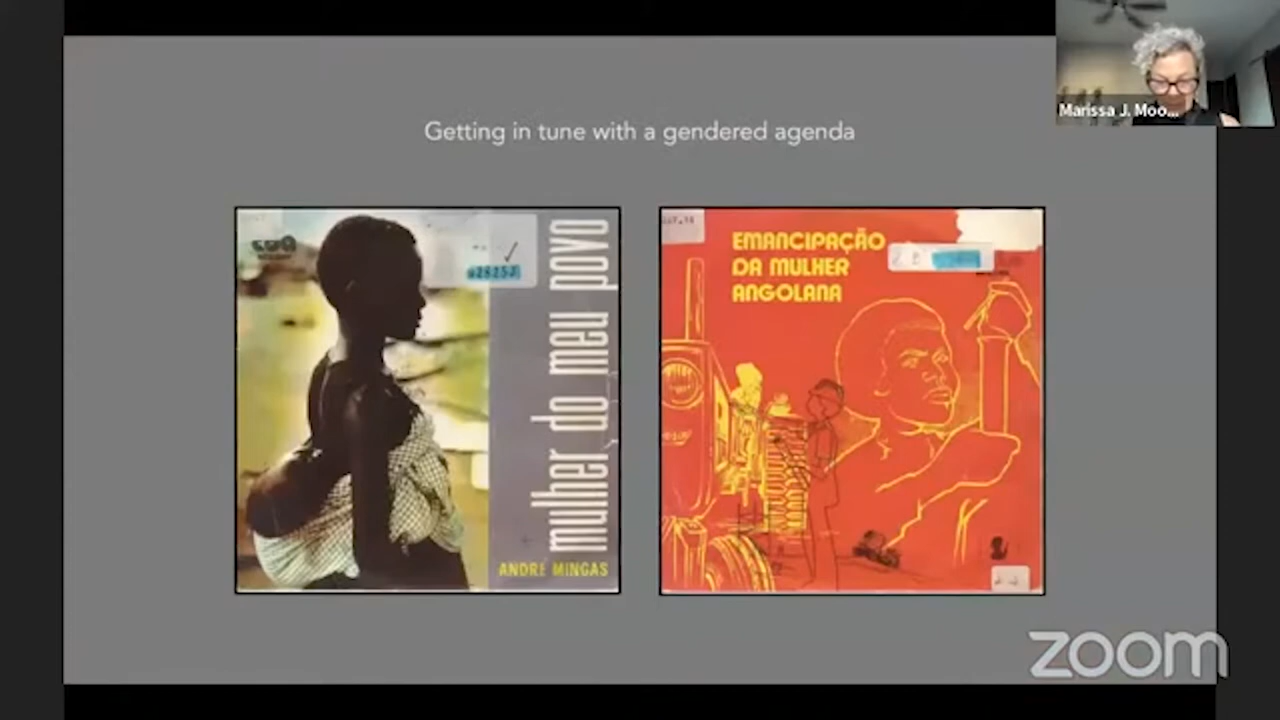 Getting in tune with a gendered agenda
Marissa J. Moo...
mulher do meu povo
ANDRE MINGAS
EMANCIPAÇÃO
DA MULHER
ANGOLANA
zoom